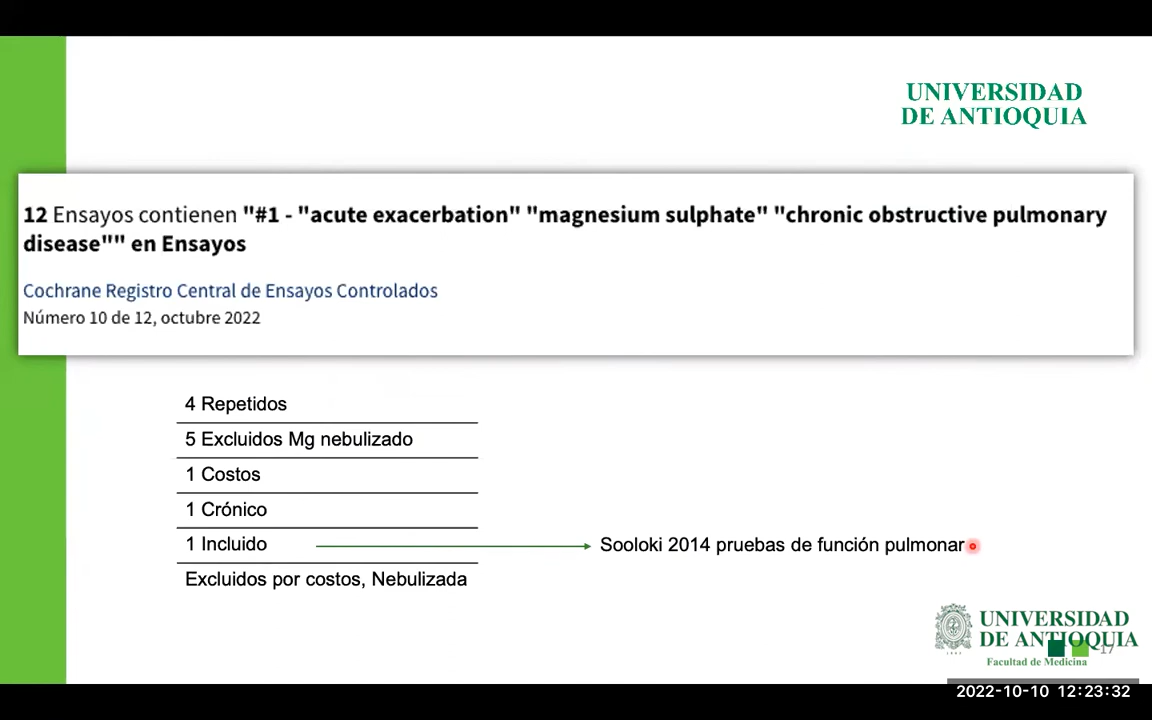 UNIVERSIDAD
DE ANTIOQUIA
12 Ensayos contienen "#1 - "acute exacerbation" "magnesium sulphate" "chronic obstructive pulmonary
disease"" en Ensayos
Cochrane Registro Central de Ensayos Controlados
Número 10 de 12, octubre 2022
4 Repetidos
5 Excluidos Mg nebulizado
1 Costos
1 Crónico
1 Incluido
Sooloki 2014 pruebas de función pulmonar
Excluidos por costos, Nebulizada
UNIVERSIDAD
DE ANTIOQUIA
Facultad de Medicina
17
2022-10-10 12:23:32